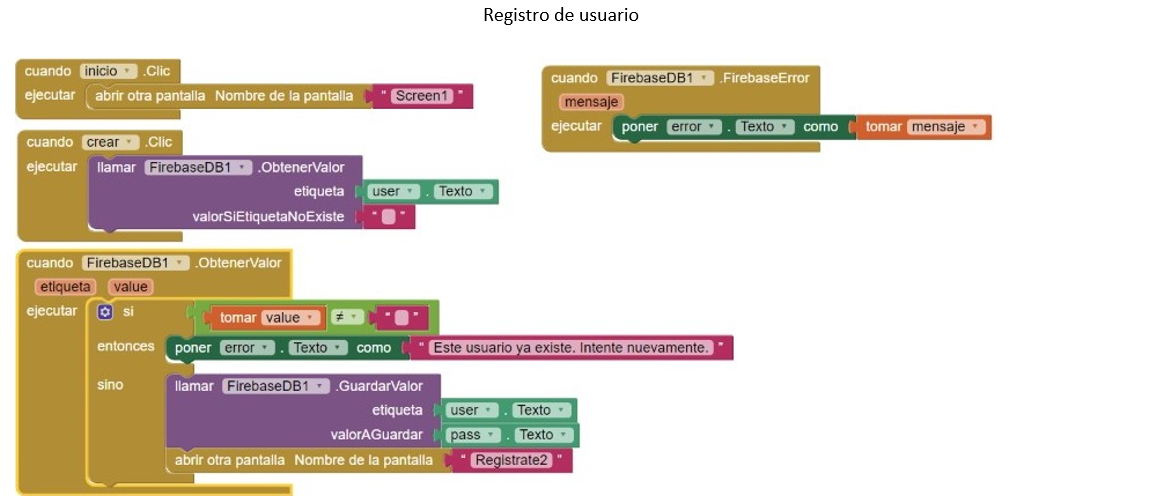 Registro de usuario
cuando inicio .Clic
ejecutar abrir otra pantalla Nombre de la pantalla " Screen1 "
cuando crear .Clic
ejecutar llamar FirebaseDB1 .ObtenerValor
etiqueta user . Texto
valorSiEtiquetaNoExiste " "
cuando FirebaseDB1 .ObtenerValor
etiqueta value
ejecutar si tomar value ≠ " "
entonces poner error . Texto como " Este usuario ya existe. Intente nuevamente. "
sino llamar FirebaseDB1 .GuardarValor
etiqueta user . Texto
valorAGuardar pass . Texto
abrir otra pantalla Nombre de la pantalla " Registrate2 "
cuando FirebaseDB1 .FirebaseError
mensaje
ejecutar poner error . Texto como tomar mensaje